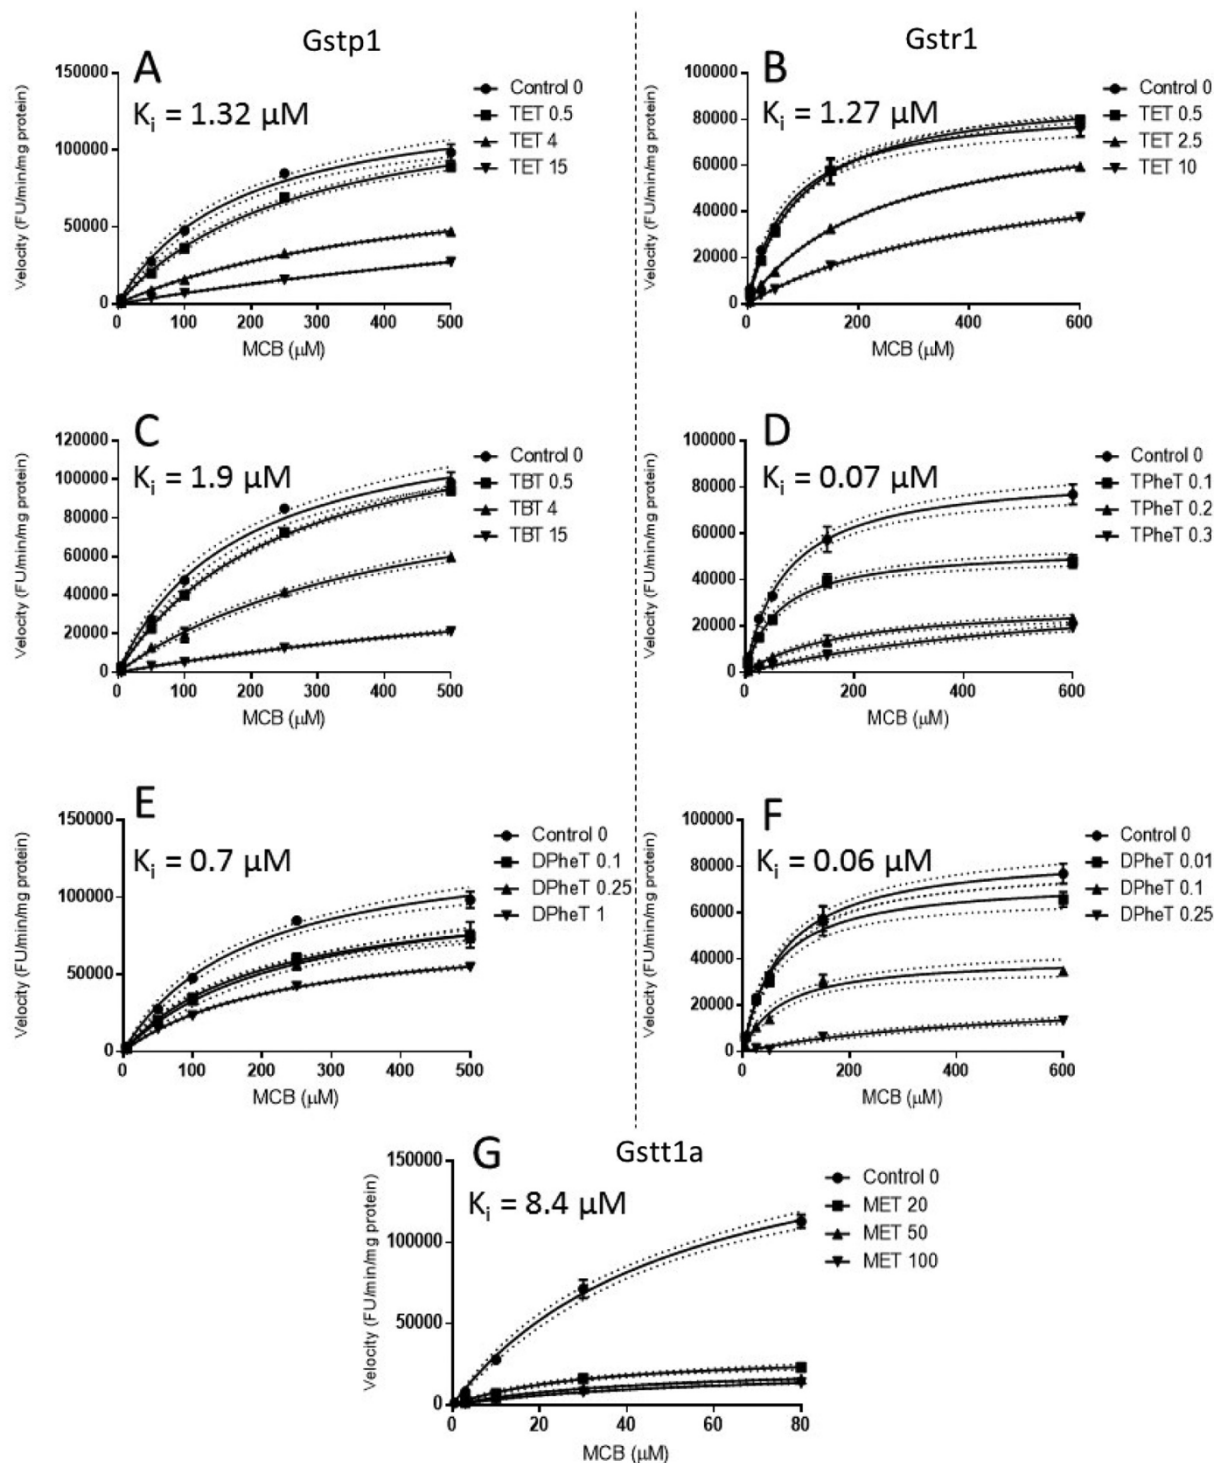 Gstp1
Gstr1
A
Ki = 1.32 µM
Velocity (FU/min/mg protein)
150000
100000
50000
0
0 100 200 300 400 500
MCB (µM)
Control 0
TET 0.5
TET 4
TET 15
B
Ki = 1.27 µM
Velocity (FU/min/mg protein)
100000
80000
60000
40000
20000
0
0 200 400 600
MCB (µM)
Control 0
TET 0.5
TET 2.5
TET 10
C
Ki = 1.9 µM
Velocity (FU/min/mg protein)
120000
100000
80000
60000
40000
20000
0
0 100 200 300 400 500
MCB (µM)
Control 0
TBT 0.5
TBT 4
TBT 15
D
Ki = 0.07 µM
Velocity (FU/min/mg protein)
100000
80000
60000
40000
20000
0
0 200 400 600
MCB (µM)
Control 0
TPheT 0.1
TPheT 0.2
TPheT 0.3
E
Ki = 0.7 µM
Velocity (FU/min/mg protein)
150000
100000
50000
0
0 100 200 300 400 500
MCB (µM)
Control 0
DPheT 0.1
DPheT 0.25
DPheT 1
F
Ki = 0.06 µM
Velocity (FU/min/mg protein)
100000
80000
60000
40000
20000
0
0 200 400 600
MCB (µM)
Control 0
DPheT 0.01
DPheT 0.1
DPheT 0.25
G
Gstt1a
Ki = 8.4 µM
Velocity (FU/min/mg protein)
150000
100000
50000
0
0 20 40 60 80
MCB (µM)
Control 0
MET 20
MET 50
MET 100